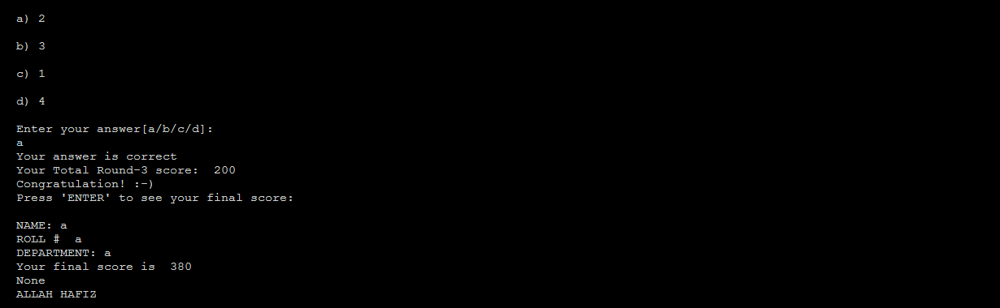 a) 2
b) 3
c) 1
d) 4
Enter your answer[a/b/c/d]:
a
Your answer is correct
Your Total Round-3 score:  200
Congratulation! :-)
Press 'ENTER' to see your final score:
NAME: a
ROLL #  a
DEPARTMENT: a
Your final score is  380
None
ALLAH HAFIZ